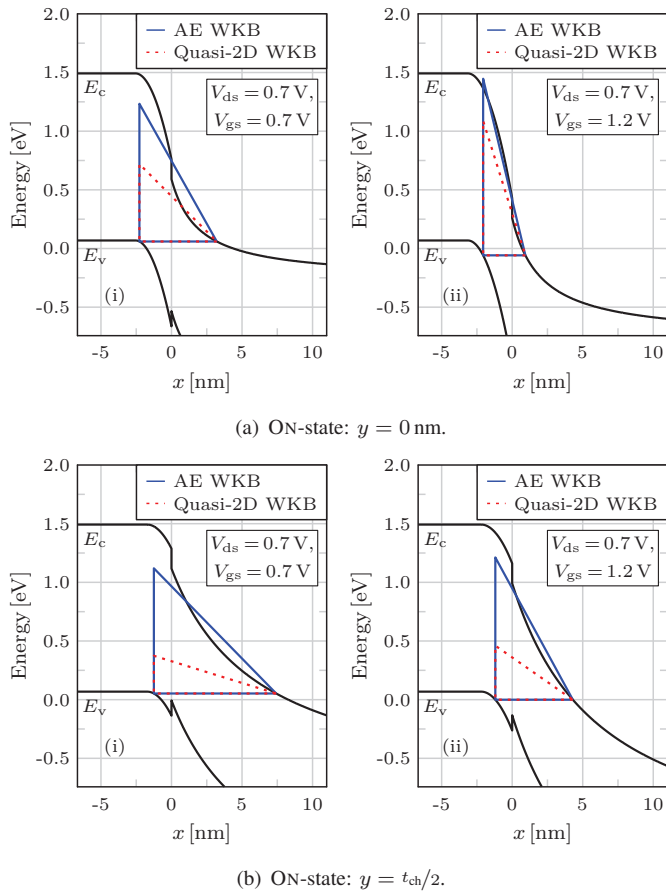 AE WKB
Quasi-2D WKB
AE WKB
Quasi-2D WKB
2.0
1.5
1.0
0.5
0.0
-0.5
Energy [eV]
E_c
E_v
V_ds = 0.7 V,
V_gs = 0.7 V
(i)
-5 0 5 10
x [nm]
2.0
1.5
1.0
0.5
0.0
-0.5
Energy [eV]
E_c
E_v
V_ds = 0.7 V,
V_gs = 1.2 V
(ii)
-5 0 5 10
x [nm]
(a) ON-state: y = 0 nm.
AE WKB
Quasi-2D WKB
AE WKB
Quasi-2D WKB
2.0
1.5
1.0
0.5
0.0
-0.5
Energy [eV]
E_c
E_v
V_ds = 0.7 V,
V_gs = 0.7 V
(i)
-5 0 5 10
x [nm]
2.0
1.5
1.0
0.5
0.0
-0.5
Energy [eV]
E_c
E_v
V_ds = 0.7 V,
V_gs = 1.2 V
(ii)
-5 0 5 10
x [nm]
(b) ON-state: y = t_ch/2.